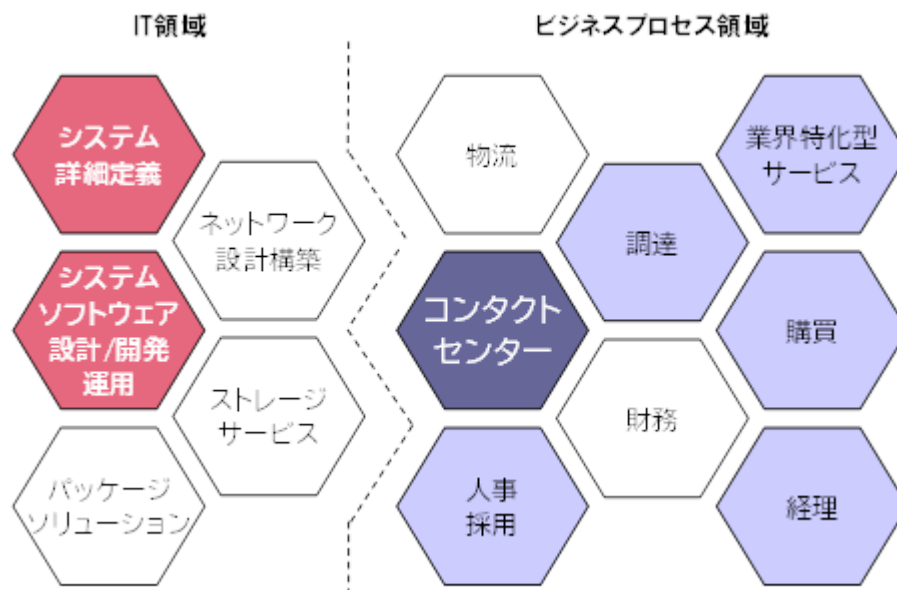 IT領域
ビジネスプロセス領域
システム
詳細定義
ネットワーク
設計構築
システム
ソフトウェア
設計/開発
運用
ストレージ
サービス
パッケージ
ソリューション
物流
業界特化型
サービス
調達
コンタクト
センター
購買
財務
人事
採用
経理